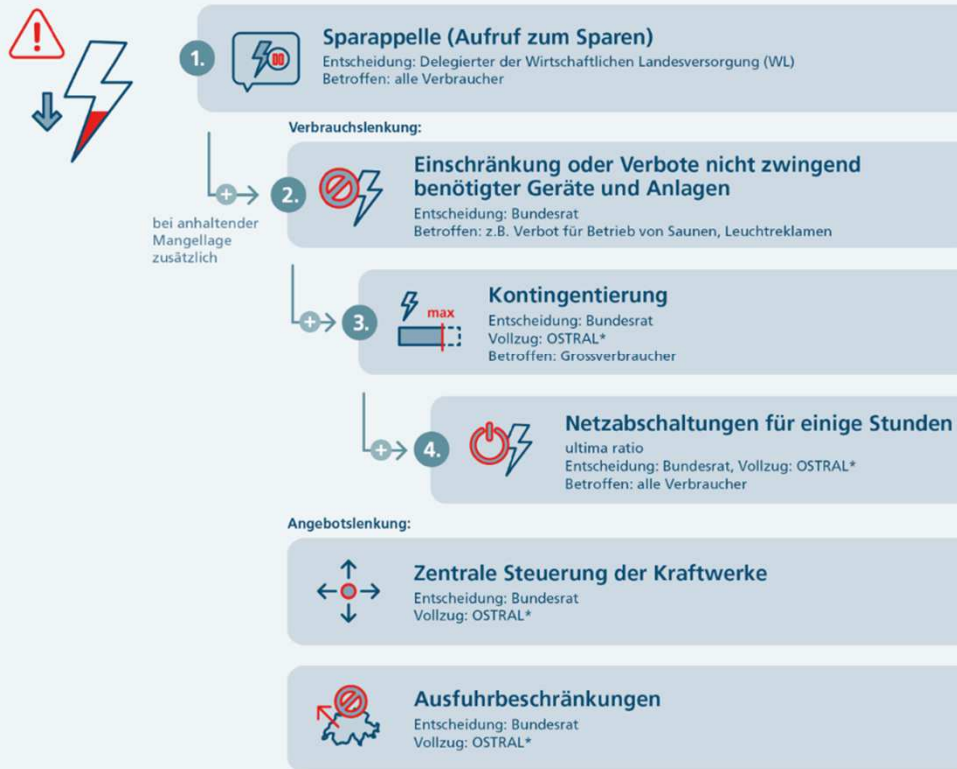 1.
Sparappelle (Aufruf zum Sparen)
Entscheidung: Delegierter der Wirtschaftlichen Landesversorgung (WL)
Betroffen: alle Verbraucher
Verbrauchslenkung:
bei anhaltender
Mangellage
zusätzlich
2.
Einschränkung oder Verbote nicht zwingend
benötigter Geräte und Anlagen
Entscheidung: Bundesrat
Betroffen: z.B. Verbot für Betrieb von Saunen, Leuchtreklamen
3.
max
Kontingentierung
Entscheidung: Bundesrat
Vollzug: OSTRAL*
Betroffen: Grossverbraucher
4.
Netzabschaltungen für einige Stunden
ultima ratio
Entscheidung: Bundesrat, Vollzug: OSTRAL*
Betroffen: alle Verbraucher
Angebotslenkung:
Zentrale Steuerung der Kraftwerke
Entscheidung: Bundesrat
Vollzug: OSTRAL*
Ausfuhrbeschränkungen
Entscheidung: Bundesrat
Vollzug: OSTRAL*